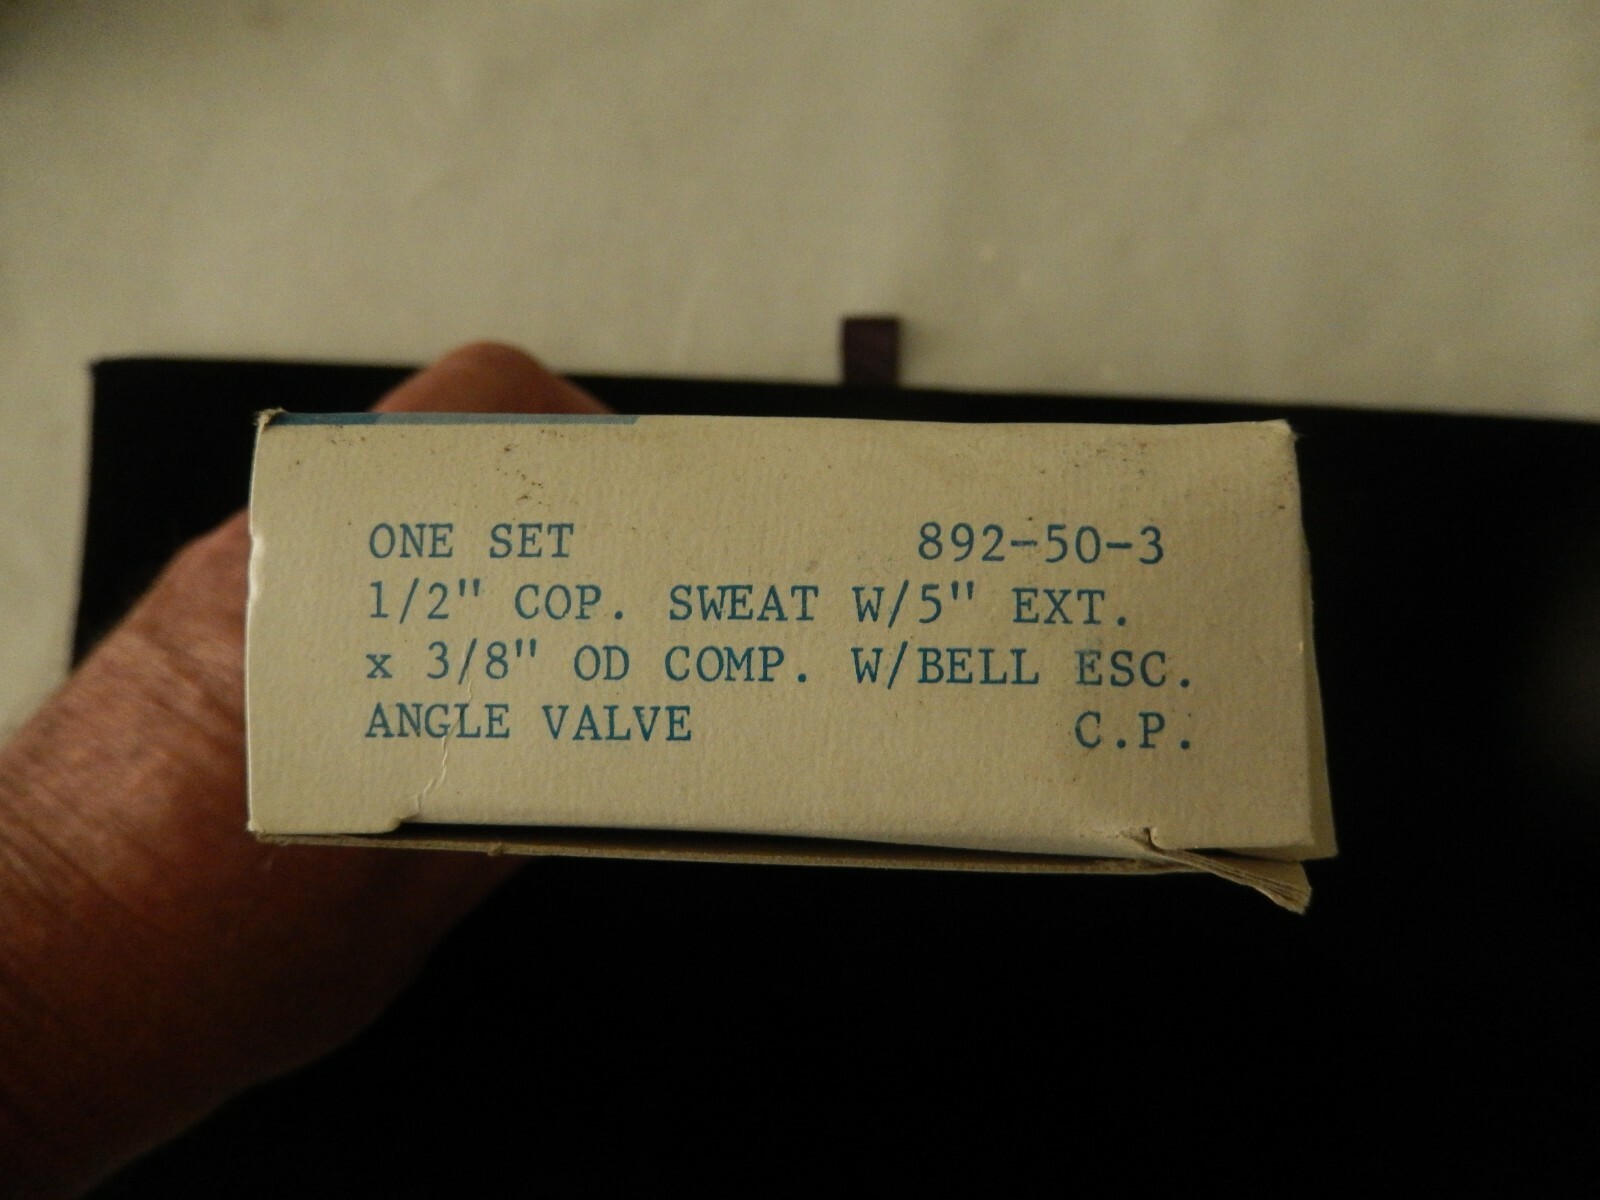 ONE SET 892-50-3
1/2" COP. SWEAT W/5" EXT.
x 3/8" OD COMP. W/BELL ESC.
ANGLE VALVE C.P.